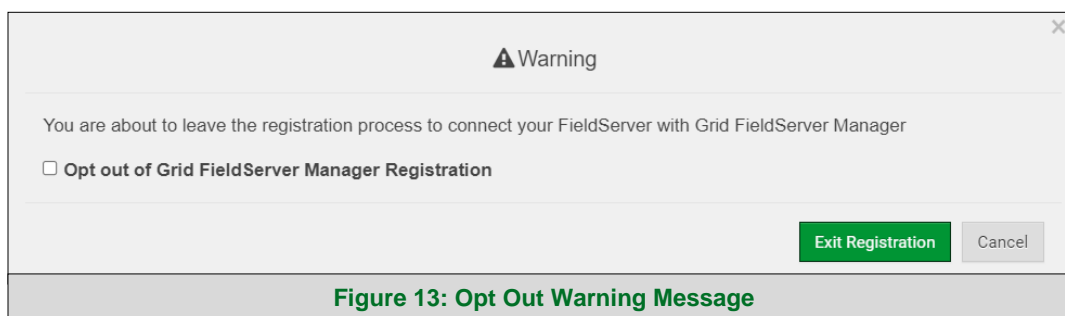 Warning
You are about to leave the registration process to connect your FieldServer with Grid FieldServer Manager
Opt out of Grid FieldServer Manager Registration
Exit Registration Cancel
Figure 13: Opt Out Warning Message